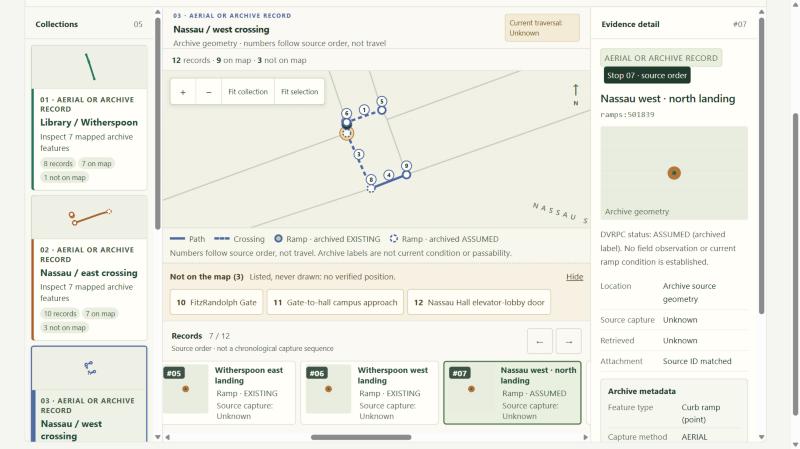 Collections 05
01 · AERIAL OR ARCHIVE
RECORD
Library / Witherspoon
Inspect 7 mapped archive
features
8 records 7 on map
1 not on map
02 · AERIAL OR ARCHIVE
RECORD
Nassau / east crossing
Inspect 7 mapped archive
features
10 records 7 on map
3 not on map
03 · AERIAL OR ARCHIVE
RECORD
Nassau / west
crossing
03 · AERIAL OR ARCHIVE RECORD
Nassau / west crossing
Archive geometry · numbers follow source order, not travel
Current traversal:
Unknown
12 records · 9 on map · 3 not on map
+ − Fit collection Fit selection
↑
N
6 1 5
3
8 4 9
NASSAU S
Path Crossing Ramp · archived EXISTING Ramp · archived ASSUMED
Numbers follow source order, not travel. Archive labels are not current condition or passability.
Not on the map (3) Listed, never drawn: no verified position. Hide
10 FitzRandolph Gate 11 Gate-to-hall campus approach 12 Nassau Hall elevator-lobby door
Records 7 / 12
Source order · not a chronological capture sequence
← →
#05 Witherspoon east
landing
Ramp · EXISTING
Source capture:
Unknown
#06 Witherspoon west
landing
Ramp · EXISTING
Source capture:
Unknown
#07 Nassau west · north
landing
Ramp · ASSUMED
Source capture:
Unknown
Evidence detail #07
AERIAL OR ARCHIVE RECORD
Stop 07 · source order
Nassau west · north landing
ramps:501839
Archive geometry
DVRPC status: ASSUMED (archived
label). No field observation or current
ramp condition is established.
Location Archive source
geometry
Source capture Unknown
Retrieved Unknown
Attachment Source ID matched
Archive metadata
Feature type Curb ramp
(point)
Capture method AERIAL